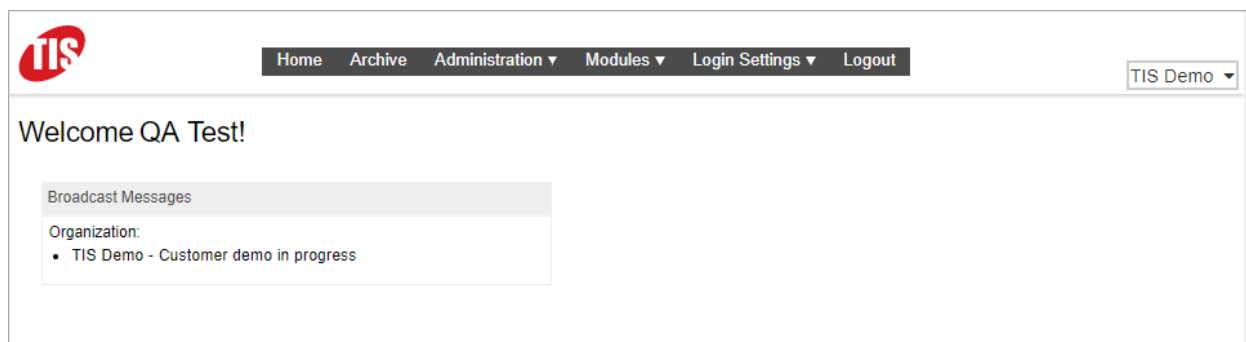 TIS
Home Archive Administration ▾ Modules ▾ Login Settings ▾ Logout
TIS Demo ▾
Welcome QA Test!
Broadcast Messages
Organization:
• TIS Demo - Customer demo in progress